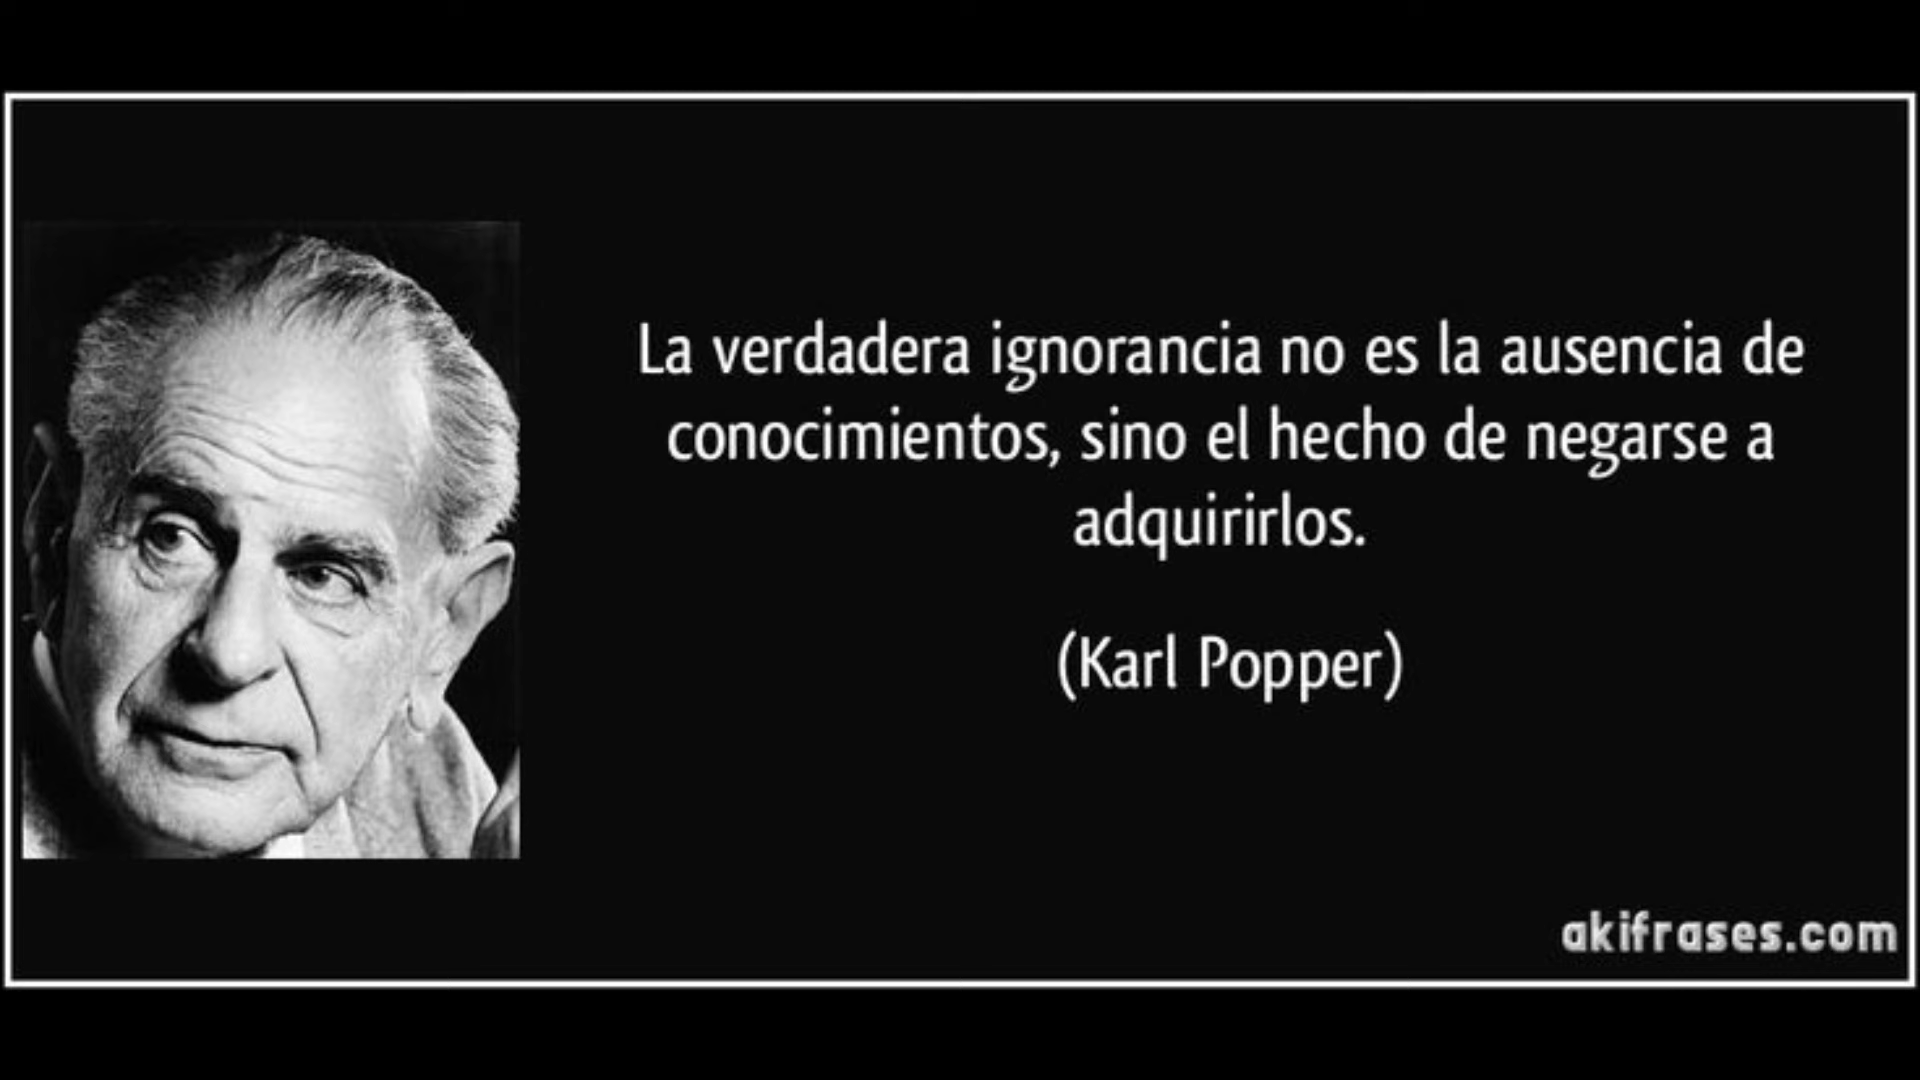 La verdadera ignorancia no es la ausencia de
conocimientos, sino el hecho de negarse a
adquirirlos.
(Karl Popper)
akifrases.com